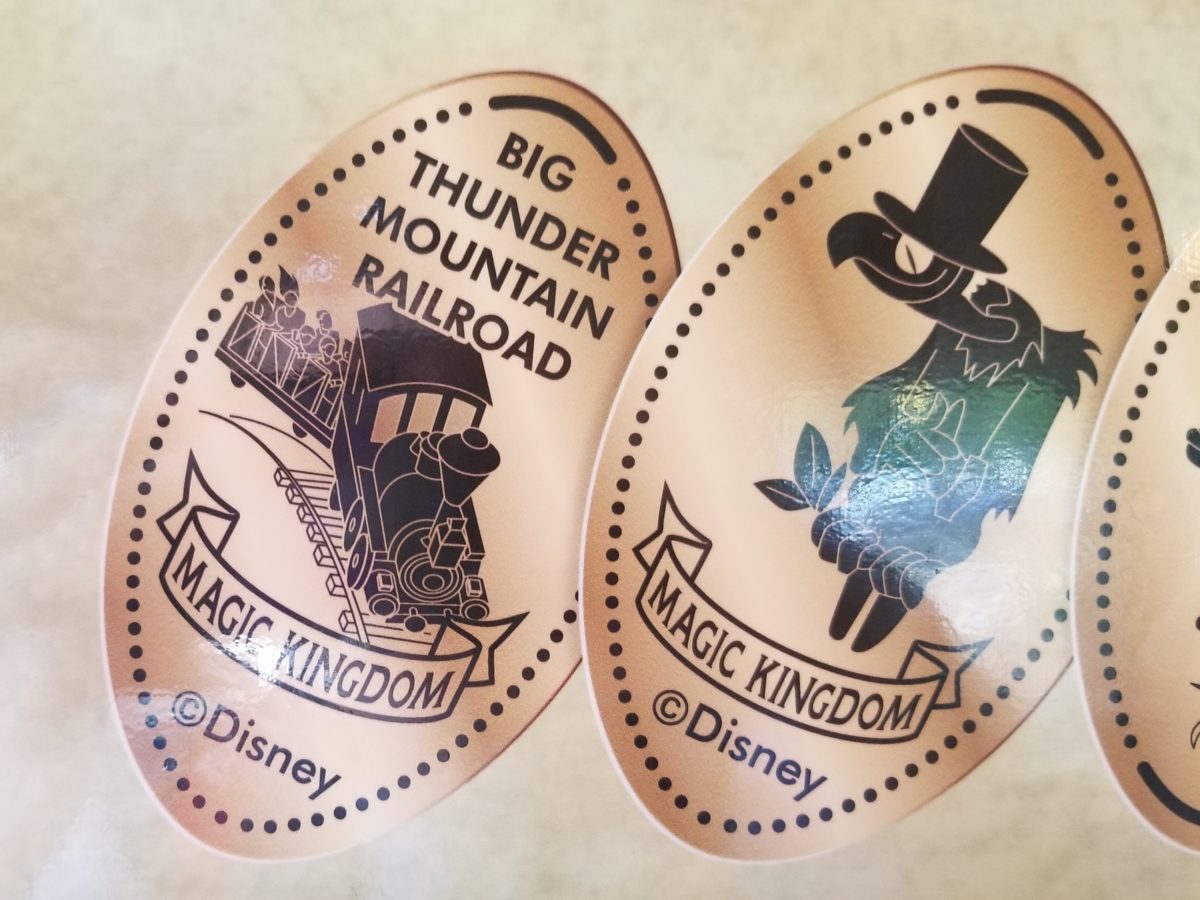 BIG
THUNDER
MOUNTAIN
RAILROAD
MAGIC KINGDOM
©Disney
MAGIC KINGDOM
©Disney